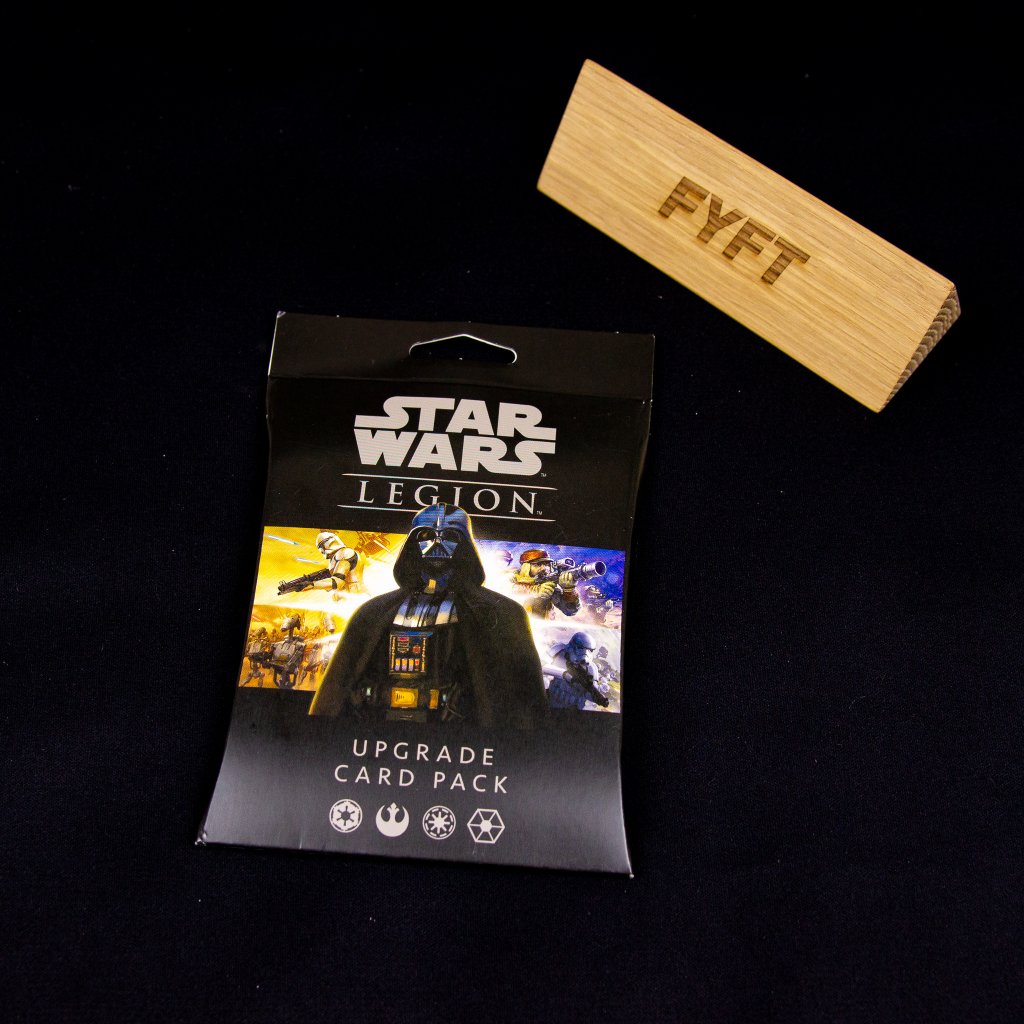 FYFT
STAR
WARS
LEGION
UPGRADE
CARD PACK